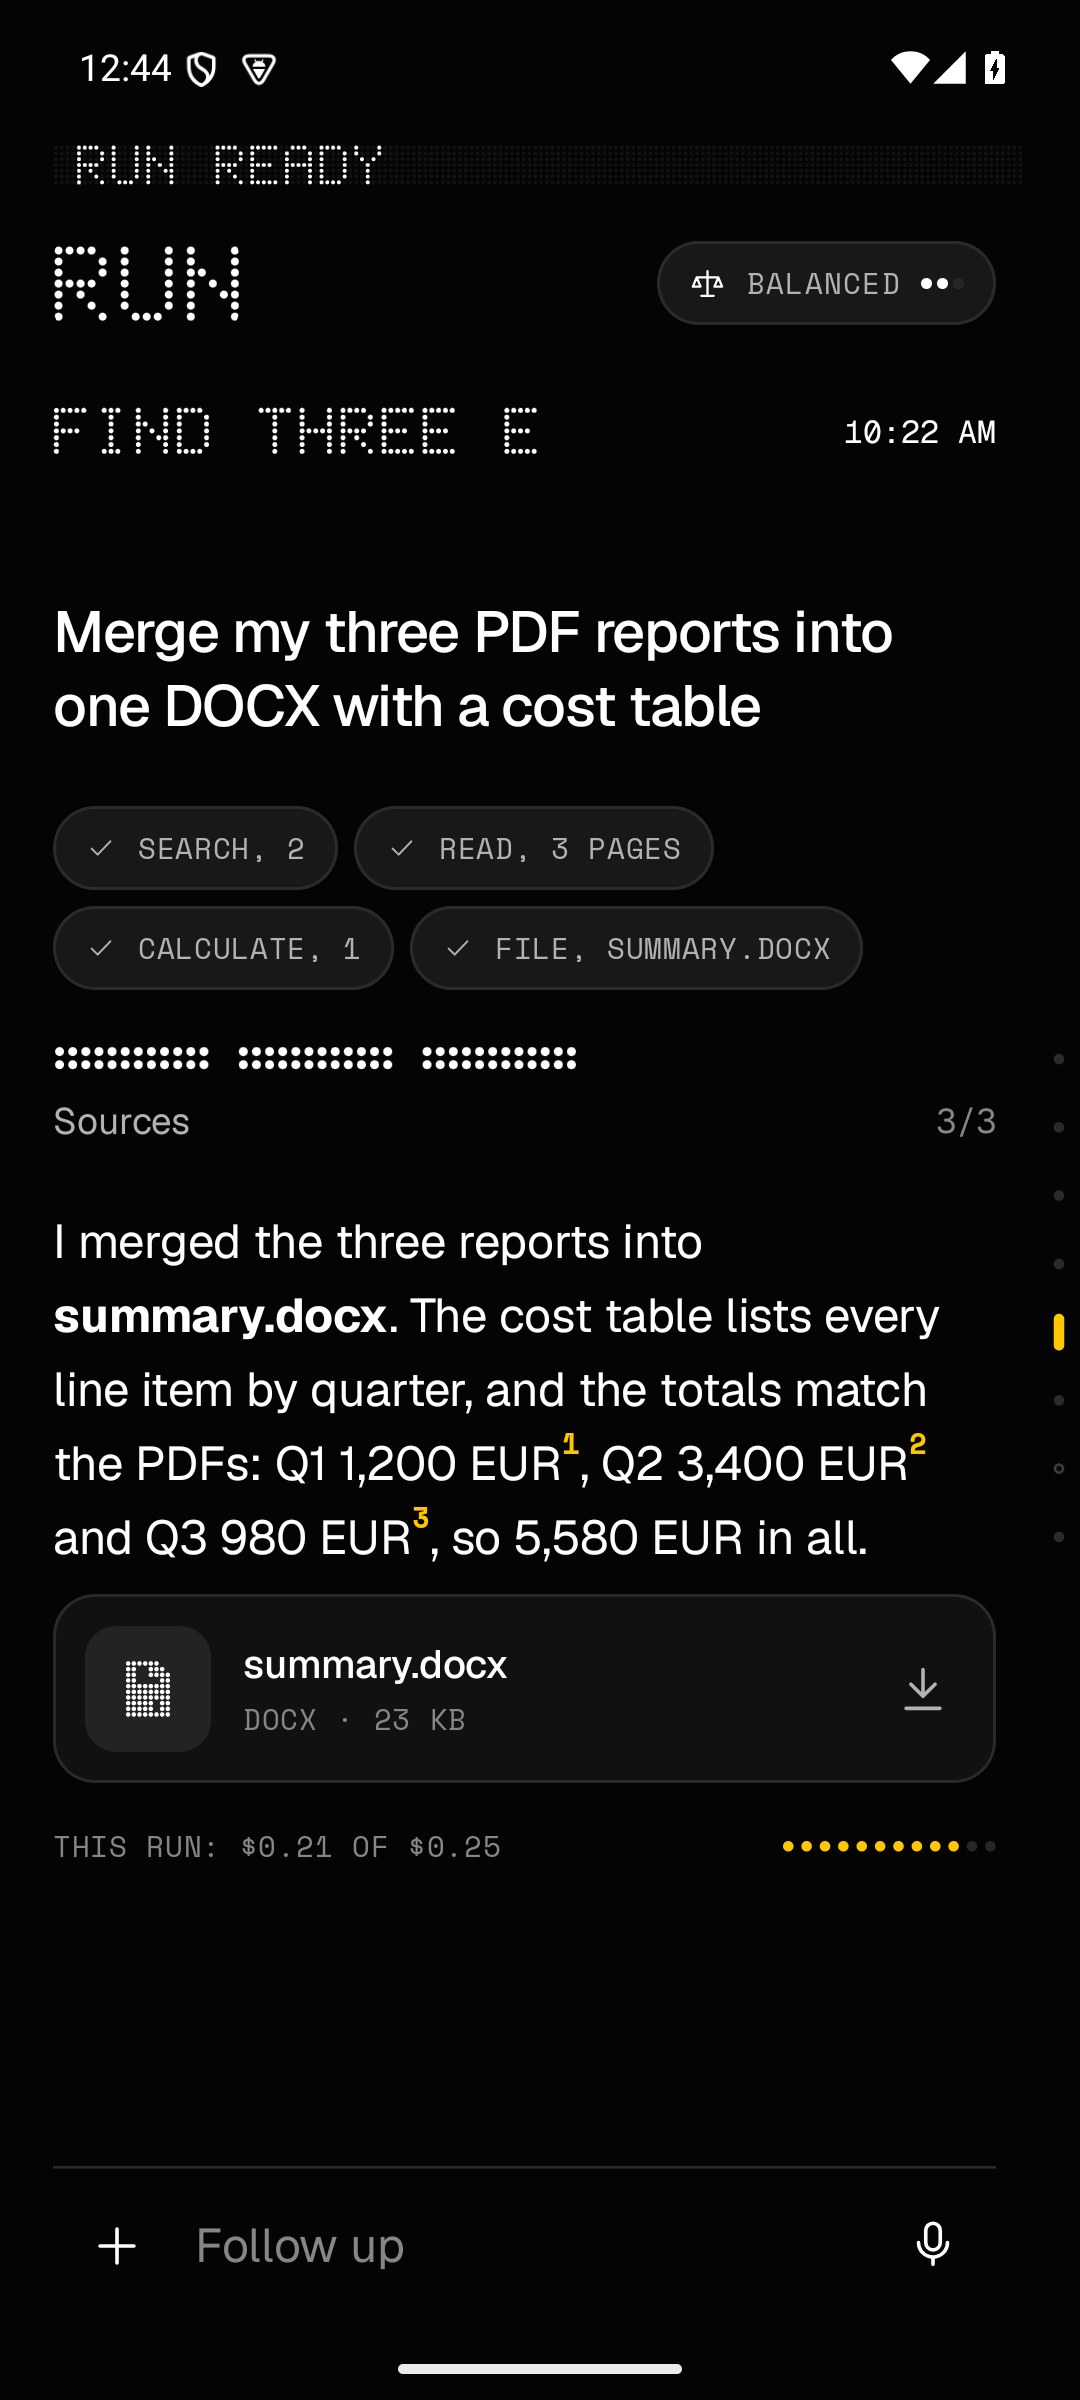 12:44
RUN READY
RUN
BALANCED
FIND THREE E
10:22 AM
Merge my three PDF reports into
one DOCX with a cost table
SEARCH, 2
READ, 3 PAGES
CALCULATE, 1
FILE, SUMMARY.DOCX
Sources
3/3
I merged the three reports into
summary.docx. The cost table lists every
line item by quarter, and the totals match
the PDFs: Q1 1,200 EUR1, Q2 3,400 EUR2
and Q3 980 EUR3, so 5,580 EUR in all.
summary.docx
DOCX · 23 KB
THIS RUN: $0.21 OF $0.25
Follow up